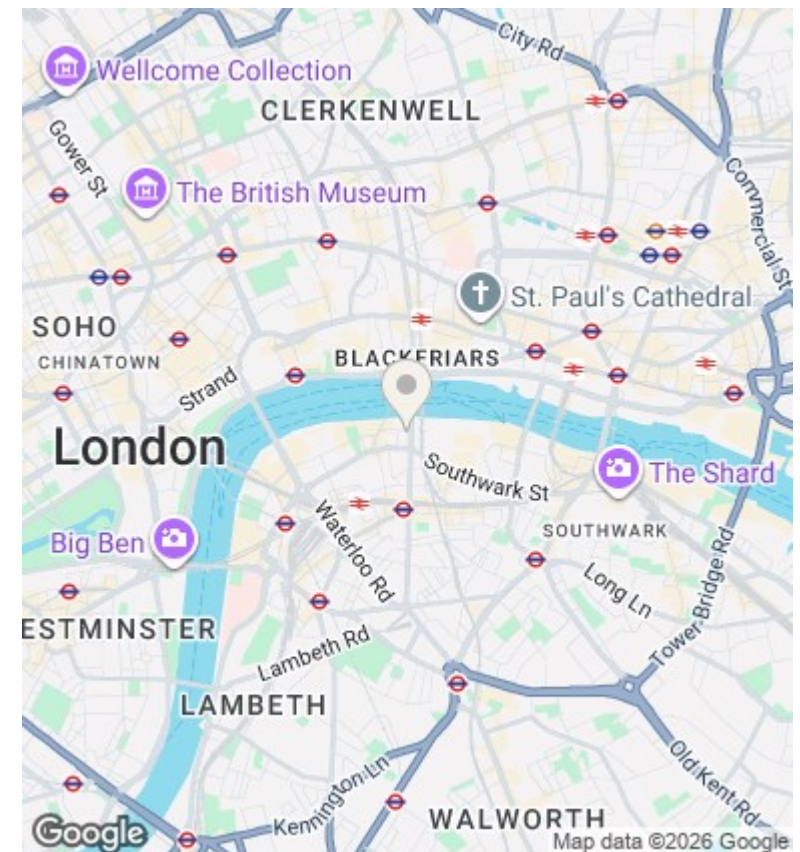 City Rd
Wellcome Collection
CLERKENWELL
Gower St
The British Museum
Commercial St
St. Paul's Cathedral
SOHO
CHINATOWN
BLACKFRIARS
Strand
London
Southwark St
The Shard
Big Ben
Waterloo Rd
SOUTHWARK
Long Ln
Tower Bridge Rd
ESTMINSTER
Lambeth Rd
LAMBETH
Old Kent Rd
Kennington Ln
WALWORTH
Google
Map data ©2026 Google